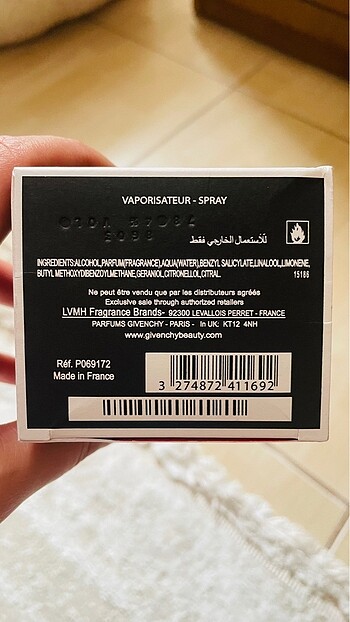 VAPORISATEUR - SPRAY
للأستعمال الخارجي فقط
INGREDIENTS:ALCOHOL,PARFUM(FRAGRANCE),AQUA(WATER),BENZYL SALICYLATE,LINALOOL,LIMONENE,
BUTYL METHOXYDIBENZOYLMETHANE,GERANIOL,CITRONELLOL,CITRAL. 15186
Ne peut être vendu que par les distributeurs agréés
Exclusive sale through authorized retailers
LVMH Fragrance Brands- 92300 LEVALLOIS PERRET - FRANCE
PARFUMS GIVENCHY - PARIS - In UK: KT12 4NH
www.givenchybeauty.com
Réf. P069172
Made in France
3 274872 411692